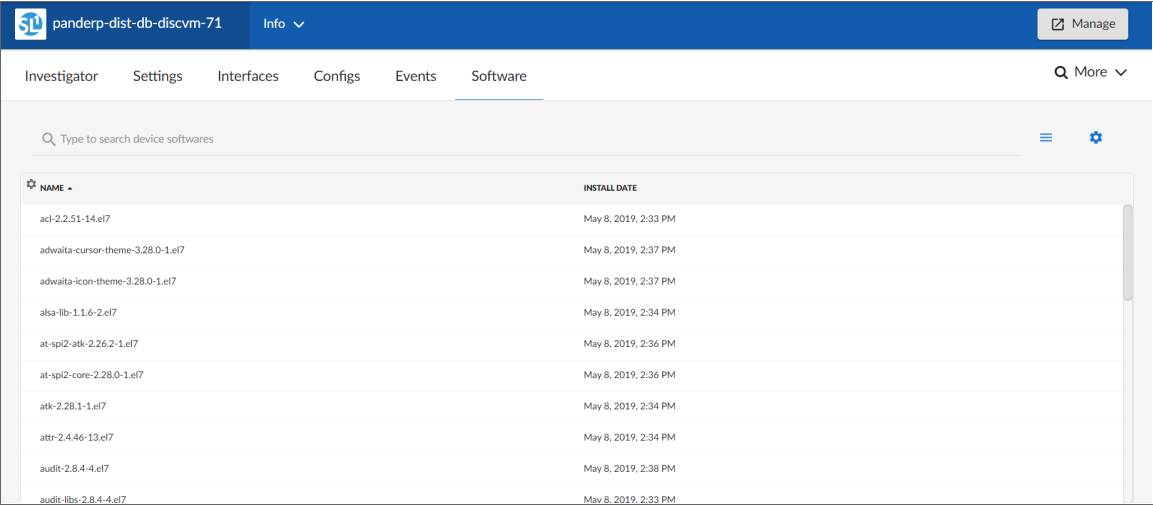 SL1 panderp-dist-db-discvm-71 Info Manage
Investigator Settings Interfaces Configs Events Software More
Type to search device softwares
NAME INSTALL DATE
acl-2.2.51-14.el7 May 8, 2019, 2:33 PM
adwaita-cursor-theme-3.28.0-1.el7 May 8, 2019, 2:37 PM
adwaita-icon-theme-3.28.0-1.el7 May 8, 2019, 2:37 PM
alsa-lib-1.1.6-2.el7 May 8, 2019, 2:34 PM
at-spi2-atk-2.26.2-1.el7 May 8, 2019, 2:36 PM
at-spi2-core-2.28.0-1.el7 May 8, 2019, 2:36 PM
atk-2.28.1-1.el7 May 8, 2019, 2:34 PM
attr-2.4.46-13.el7 May 8, 2019, 2:34 PM
audit-2.8.4-4.el7 May 8, 2019, 2:38 PM
audit-libs-2.8.4-4.el7 May 8, 2019, 2:33 PM